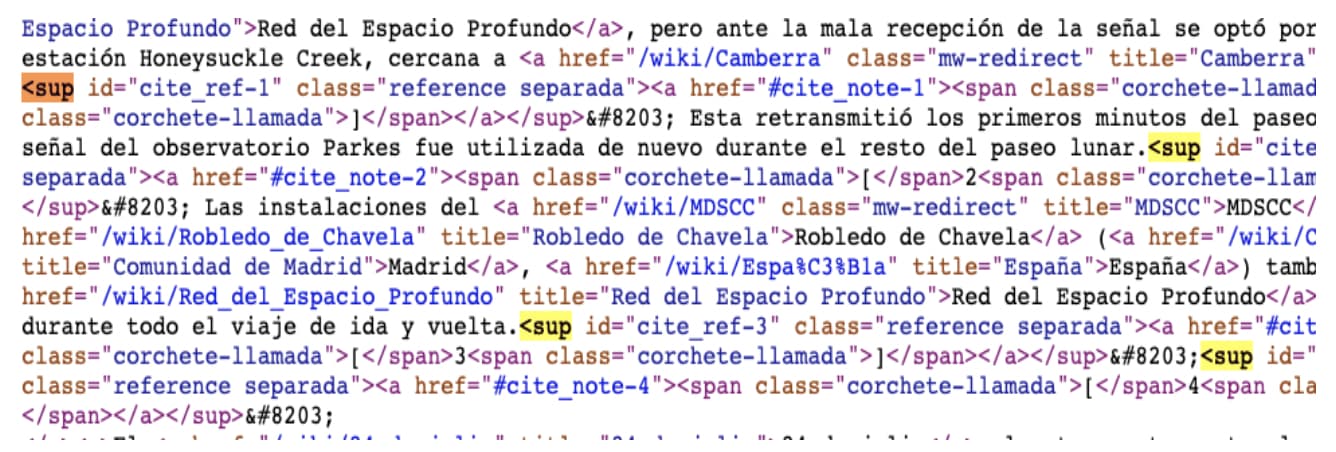 Espacio Profundo">Red del Espacio Profundo</a>, pero ante la mala recepción de la señal se optó por
estación Honeysuckle Creek, cercana a <a href="/wiki/Camberra" class="mw-redirect" title="Camberra"
<sup id="cite_ref-1" class="reference separada"><a href="#cite_note-1"><span class="corchete-llamad
class="corchete-llamada">]</span></a></sup>&#8203; Esta retransmitió los primeros minutos del paseo
señal del observatorio Parkes fue utilizada de nuevo durante el resto del paseo lunar.<sup id="cite
separada"><a href="#cite_note-2"><span class="corchete-llamada">[</span>2<span class="corchete-llam
</sup>&#8203; Las instalaciones del <a href="/wiki/MDSCC" class="mw-redirect" title="MDSCC">MDSCC</
href="/wiki/Robledo_de_Chavela" title="Robledo de Chavela">Robledo de Chavela</a> (<a href="/wiki/C
title="Comunidad de Madrid">Madrid</a>, <a href="/wiki/Espa%C3%B1a" title="España">España</a>) tamb
href="/wiki/Red_del_Espacio_Profundo" title="Red del Espacio Profundo">Red del Espacio Profundo</a>
durante todo el viaje de ida y vuelta.<sup id="cite_ref-3" class="reference separada"><a href="#cit
class="corchete-llamada">[</span>3<span class="corchete-llamada">]</span></a></sup>&#8203;<sup id="
class="reference separada"><a href="#cite_note-4"><span class="corchete-llamada">[</span>4<span cla
</span></a></sup>&#8203;